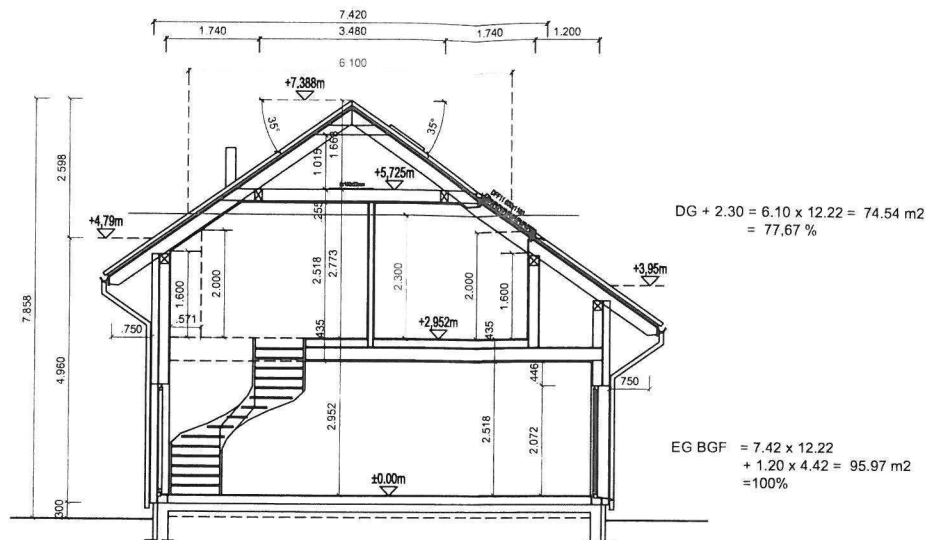 7.420
1.740 3.480 1.740 1.200
6.100
+7,388m
35° 35°
1.015
1.668
2.598
+5,725m
.255
+4,79m
DG + 2.30 = 6.10 x 12.22 = 74.54 m2
= 77,67 %
7.858
1.600
2.000
2.518
2.773
2.300
2.000
1.600
+3,95m
.571
.750
.435
+2,952m
.435
4.960
.446
750
2.952
2.518
2.072
EG BGF = 7.42 x 12.22
+ 1.20 x 4.42 = 95.97 m2
=100%
±0.00m
.300